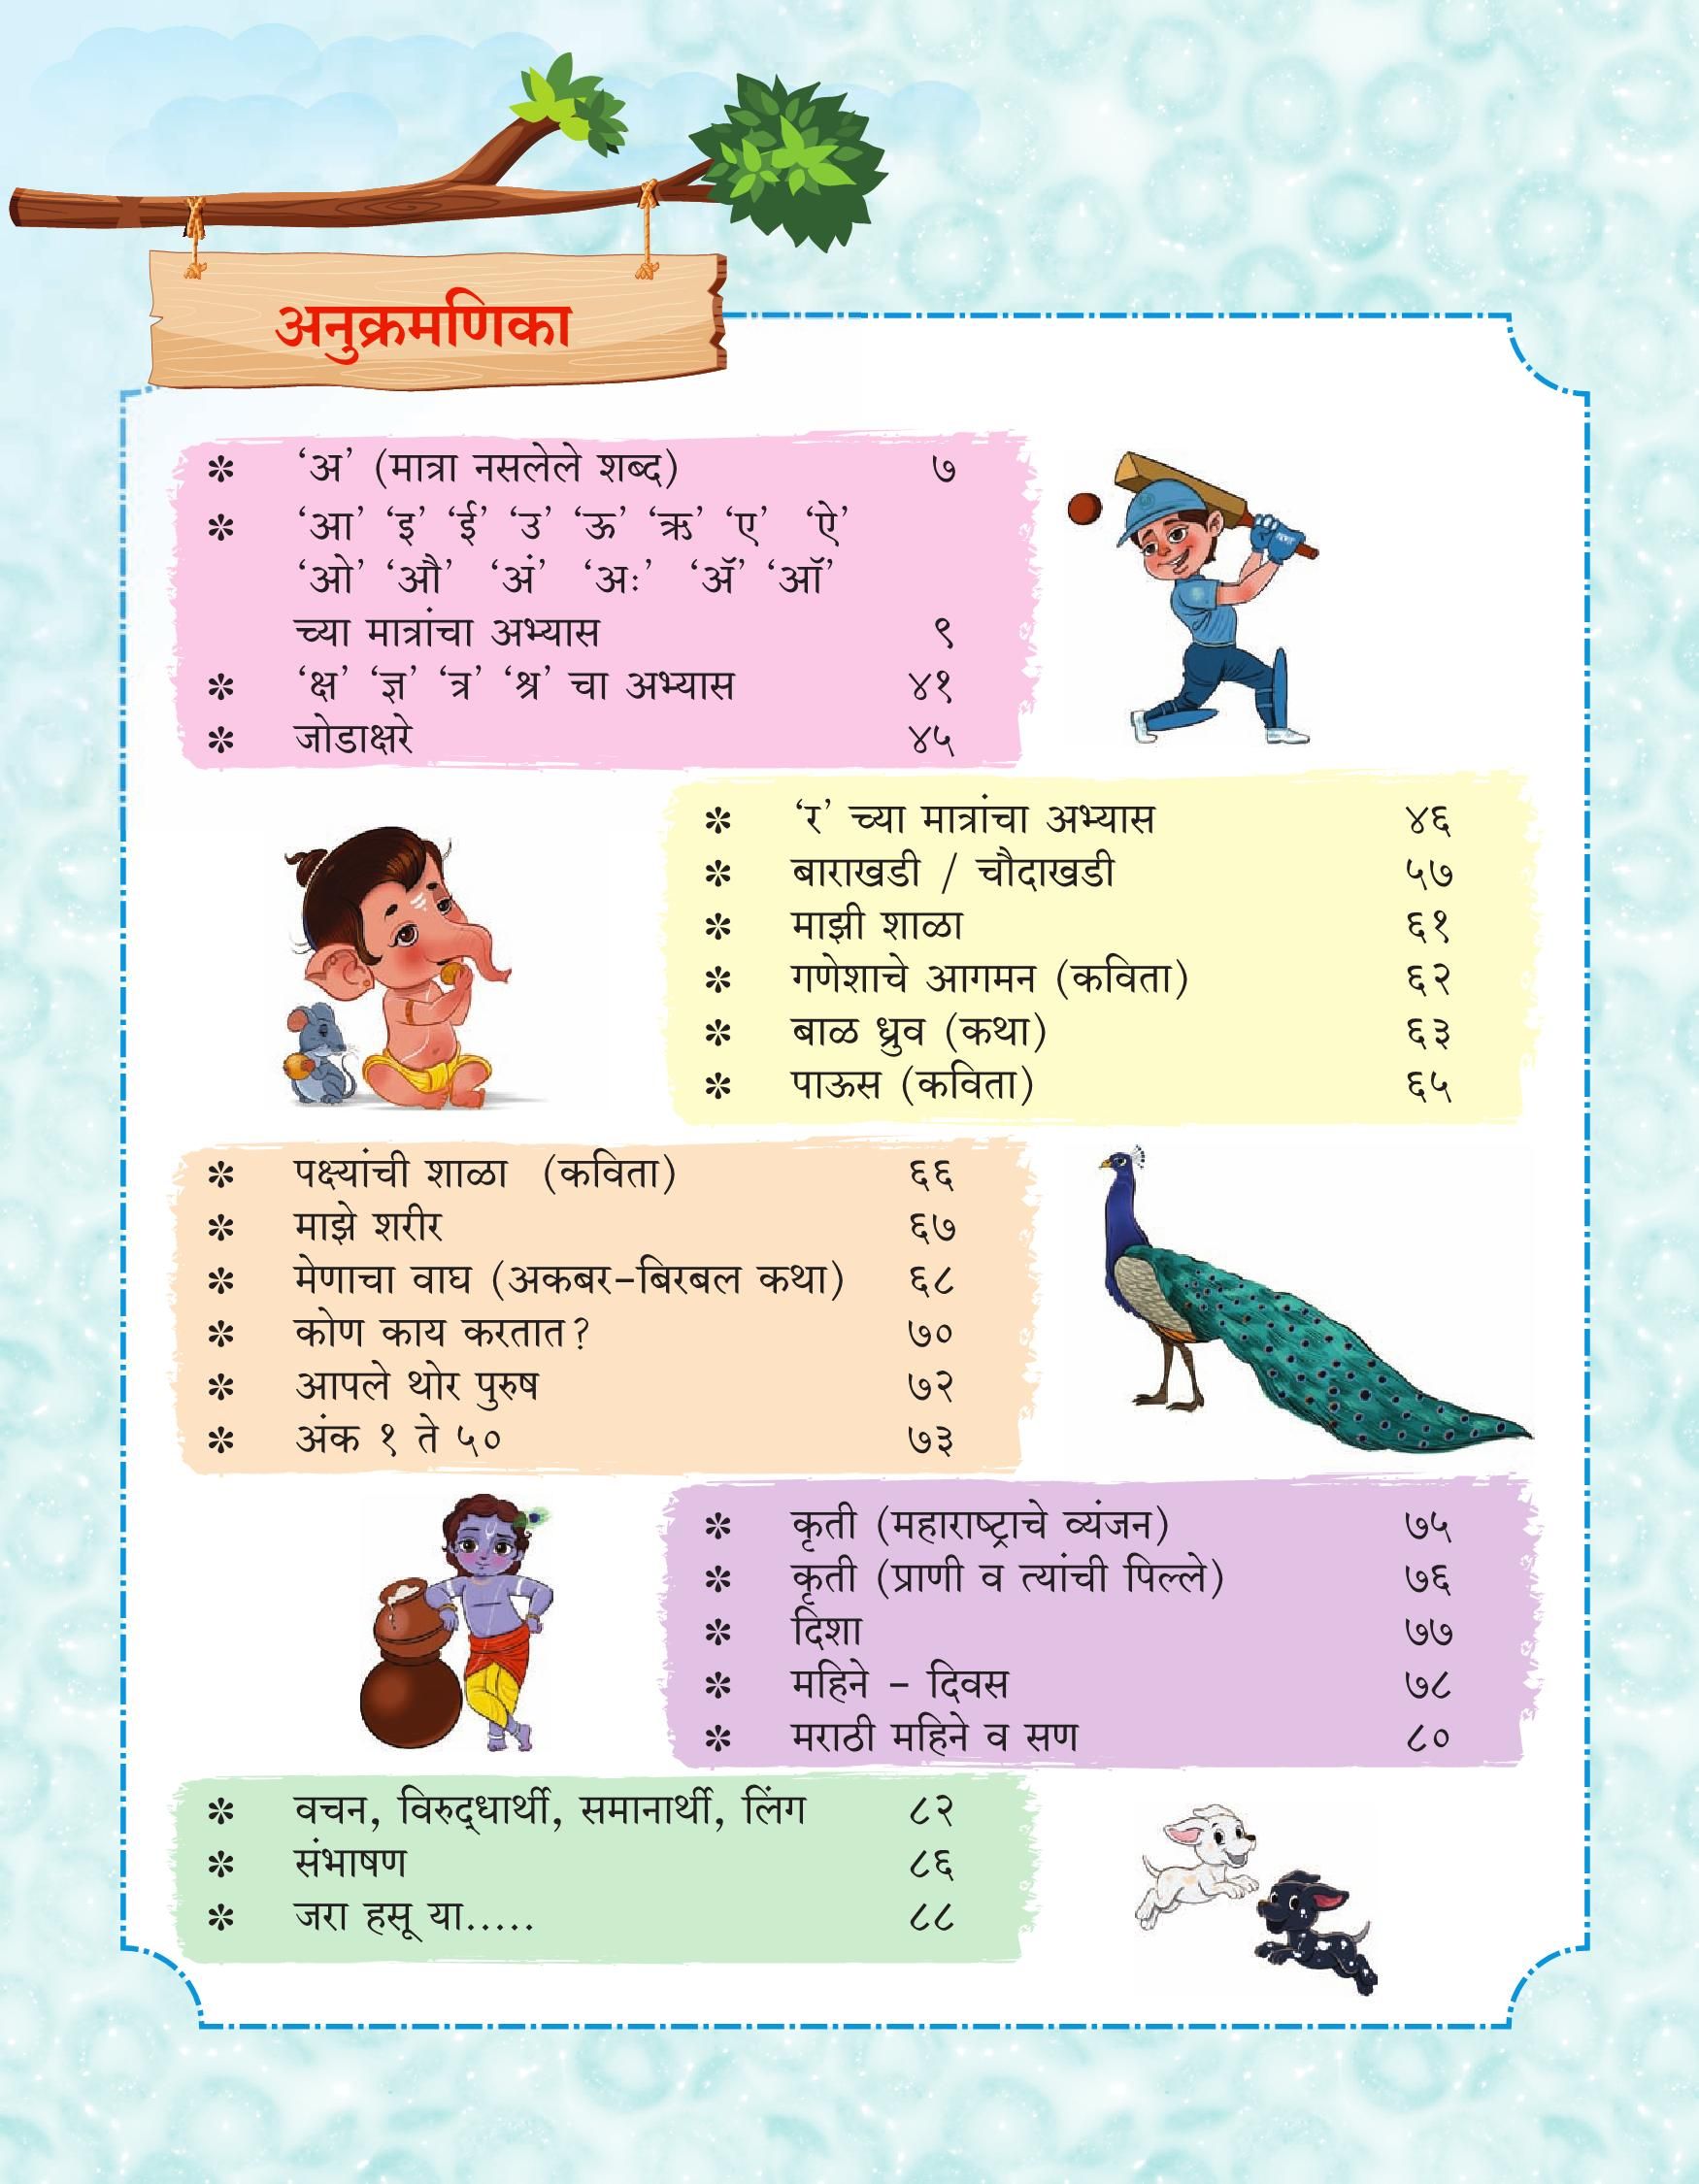 अनुक्रमणिका
✽ ‘अ’ (मात्रा नसलेले शब्द) ७
✽ ‘आ’ ‘इ’ ‘ई’ ‘उ’ ‘ऊ’ ‘ऋ’ ‘ए’ ‘ऐ’
‘ओ’ ‘औ’ ‘अं’ ‘अः’ ‘ॲ’ ‘ऑ’
च्या मात्रांचा अभ्यास ९
✽ ‘क्ष’ ‘ज्ञ’ ‘त्र’ ‘श्र’ चा अभ्यास ४१
✽ जोडाक्षरे ४५
✽ ‘र’ च्या मात्रांचा अभ्यास ४६
✽ बाराखडी / चौदाखडी ५७
✽ माझी शाळा ६१
✽ गणेशाचे आगमन (कविता) ६२
✽ बाळ ध्रुव (कथा) ६३
✽ पाऊस (कविता) ६५
✽ पक्ष्यांची शाळा (कविता) ६६
✽ माझे शरीर ६७
✽ मेणाचा वाघ (अकबर-बिरबल कथा) ६८
✽ कोण काय करतात? ७०
✽ आपले थोर पुरुष ७२
✽ अंक १ ते ५० ७३
✽ कृती (महाराष्ट्राचे व्यंजन) ७५
✽ कृती (प्राणी व त्यांची पिल्ले) ७६
✽ दिशा ७७
✽ महिने - दिवस ७८
✽ मराठी महिने व सण ८०
✽ वचन, विरुद्धार्थी, समानार्थी, लिंग ८२
✽ संभाषण ८६
✽ जरा हसू या..... ८८